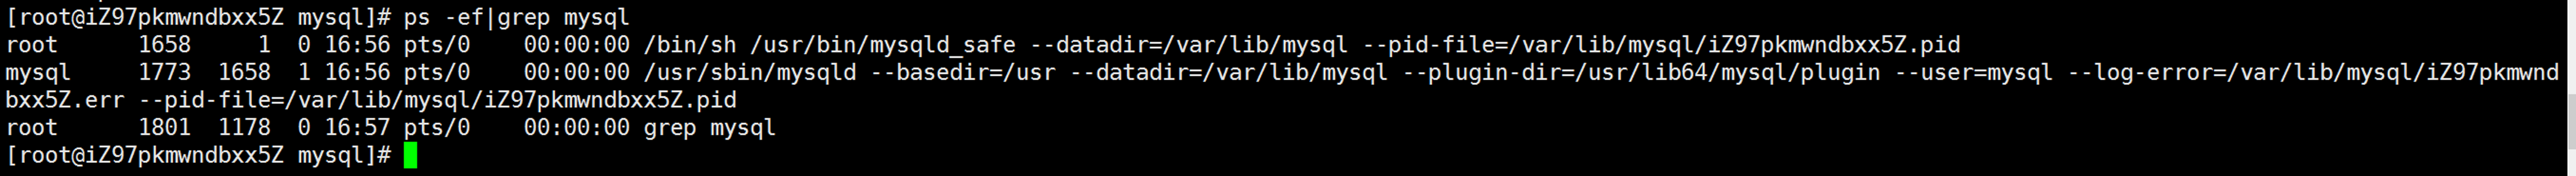 [root@iZ97pkmwndbxx5Z mysql]# ps -ef|grep mysql
root      1658     1  0 16:56 pts/0    00:00:00 /bin/sh /usr/bin/mysqld_safe --datadir=/var/lib/mysql --pid-file=/var/lib/mysql/iZ97pkmwndbxx5Z.pid
mysql     1773  1658  1 16:56 pts/0    00:00:00 /usr/sbin/mysqld --basedir=/usr --datadir=/var/lib/mysql --plugin-dir=/usr/lib64/mysql/plugin --user=mysql --log-error=/var/lib/mysql/iZ97pkmwnd
bxx5Z.err --pid-file=/var/lib/mysql/iZ97pkmwndbxx5Z.pid
root      1801  1178  0 16:57 pts/0    00:00:00 grep mysql
[root@iZ97pkmwndbxx5Z mysql]#